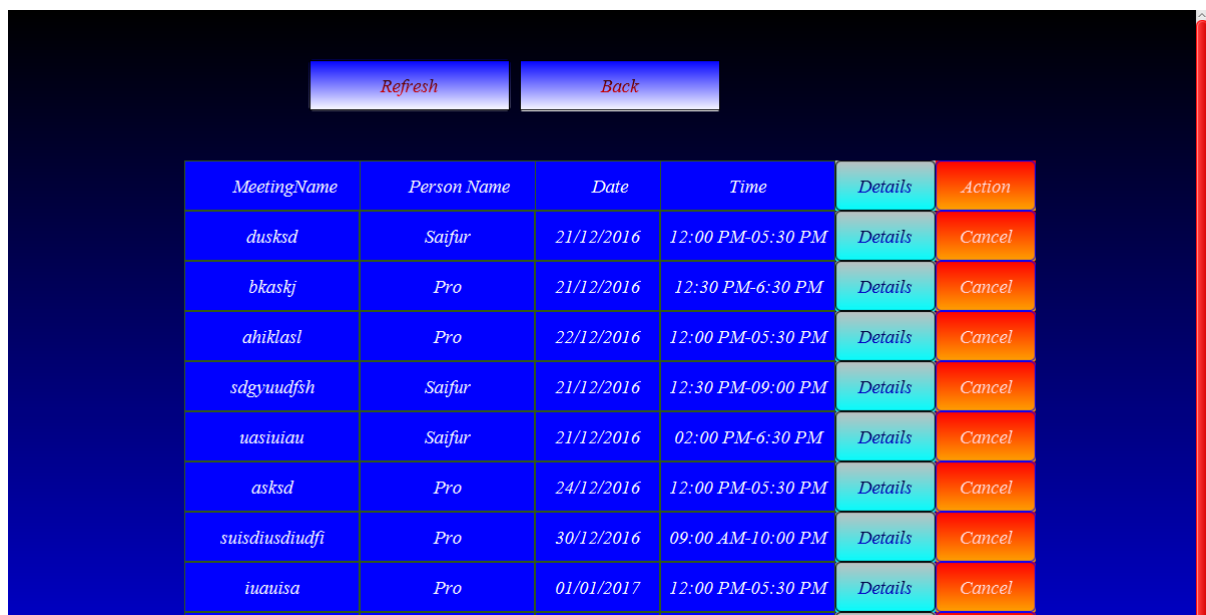 Refresh Back
MeetingName Person Name Date Time Details Action
dusksd Saifur 21/12/2016 12:00 PM-05:30 PM Details Cancel
bkaskj Pro 21/12/2016 12:30 PM-6:30 PM Details Cancel
ahiklasl Pro 22/12/2016 12:00 PM-05:30 PM Details Cancel
sdgyuudfsh Saifur 21/12/2016 12:30 PM-09:00 PM Details Cancel
uasiuiau Saifur 21/12/2016 02:00 PM-6:30 PM Details Cancel
asksd Pro 24/12/2016 12:00 PM-05:30 PM Details Cancel
suisdiusdiudfi Pro 30/12/2016 09:00 AM-10:00 PM Details Cancel
iuauisa Pro 01/01/2017 12:00 PM-05:30 PM Details Cancel